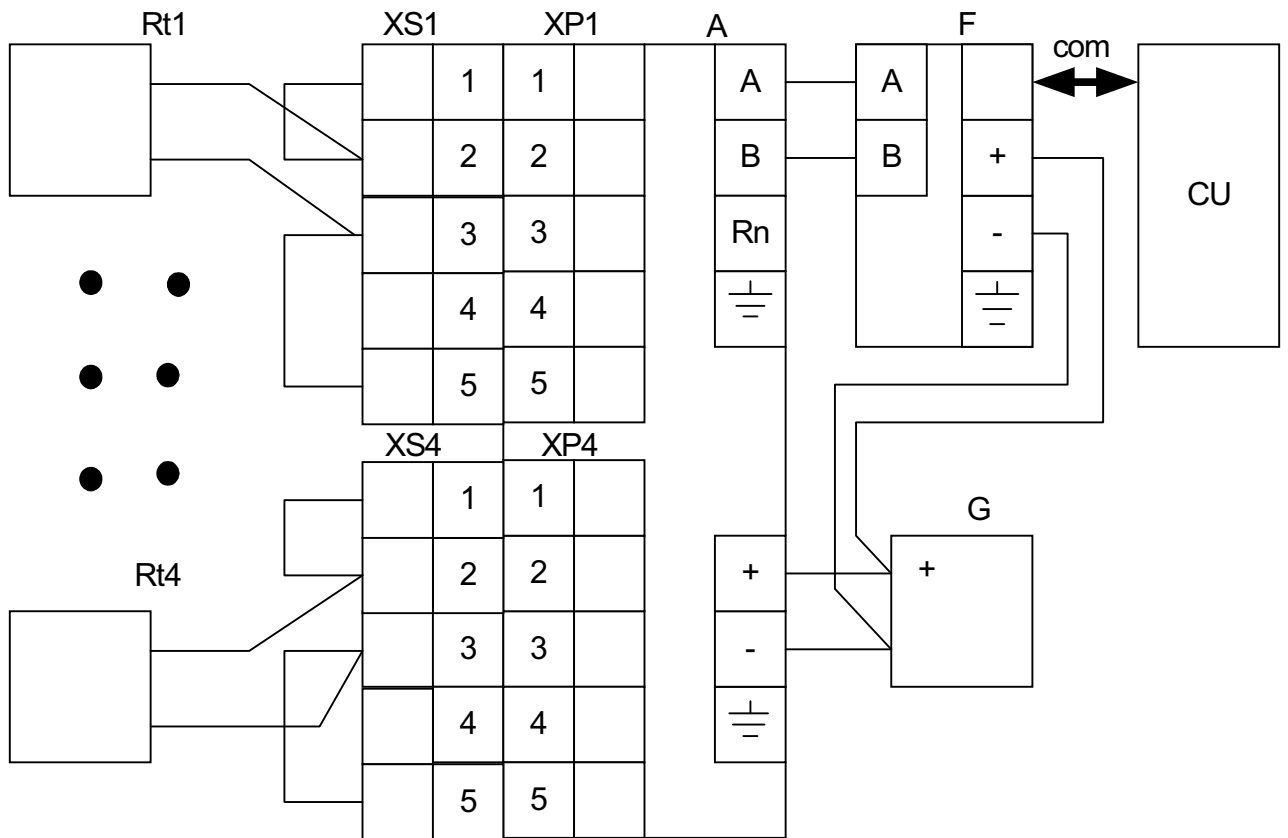 Rt1 XS1 XP1 A F
com
1 1 A A
2 2 B B + CU
3 3 Rn -
4 4
5 5
XS4 XP4
1 1 G
Rt4 2 2 + +
3 3 -
4 4
5 5